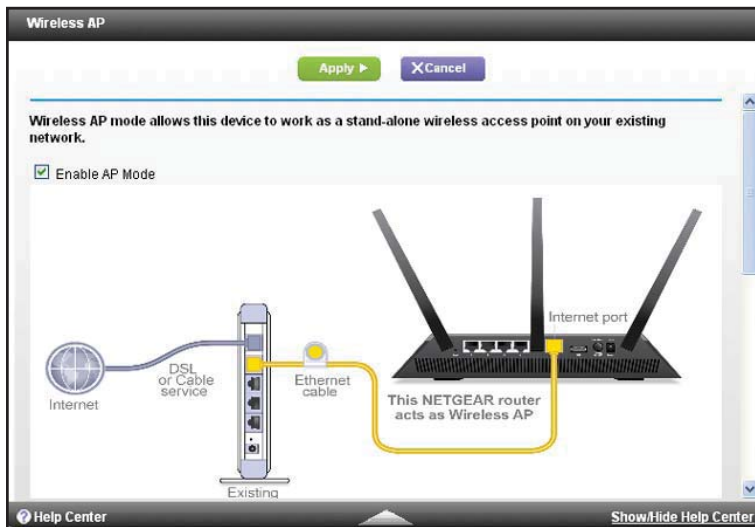 Wireless AP
Apply
Cancel
Wireless AP mode allows this device to work as a stand-alone wireless access point on your existing
network.
Enable AP Mode
Internet port
DSL
or Cable
service
Ethernet
cable
Internet
This NETGEAR router
acts as Wireless AP
Existing
Help Center
Show/Hide Help Center